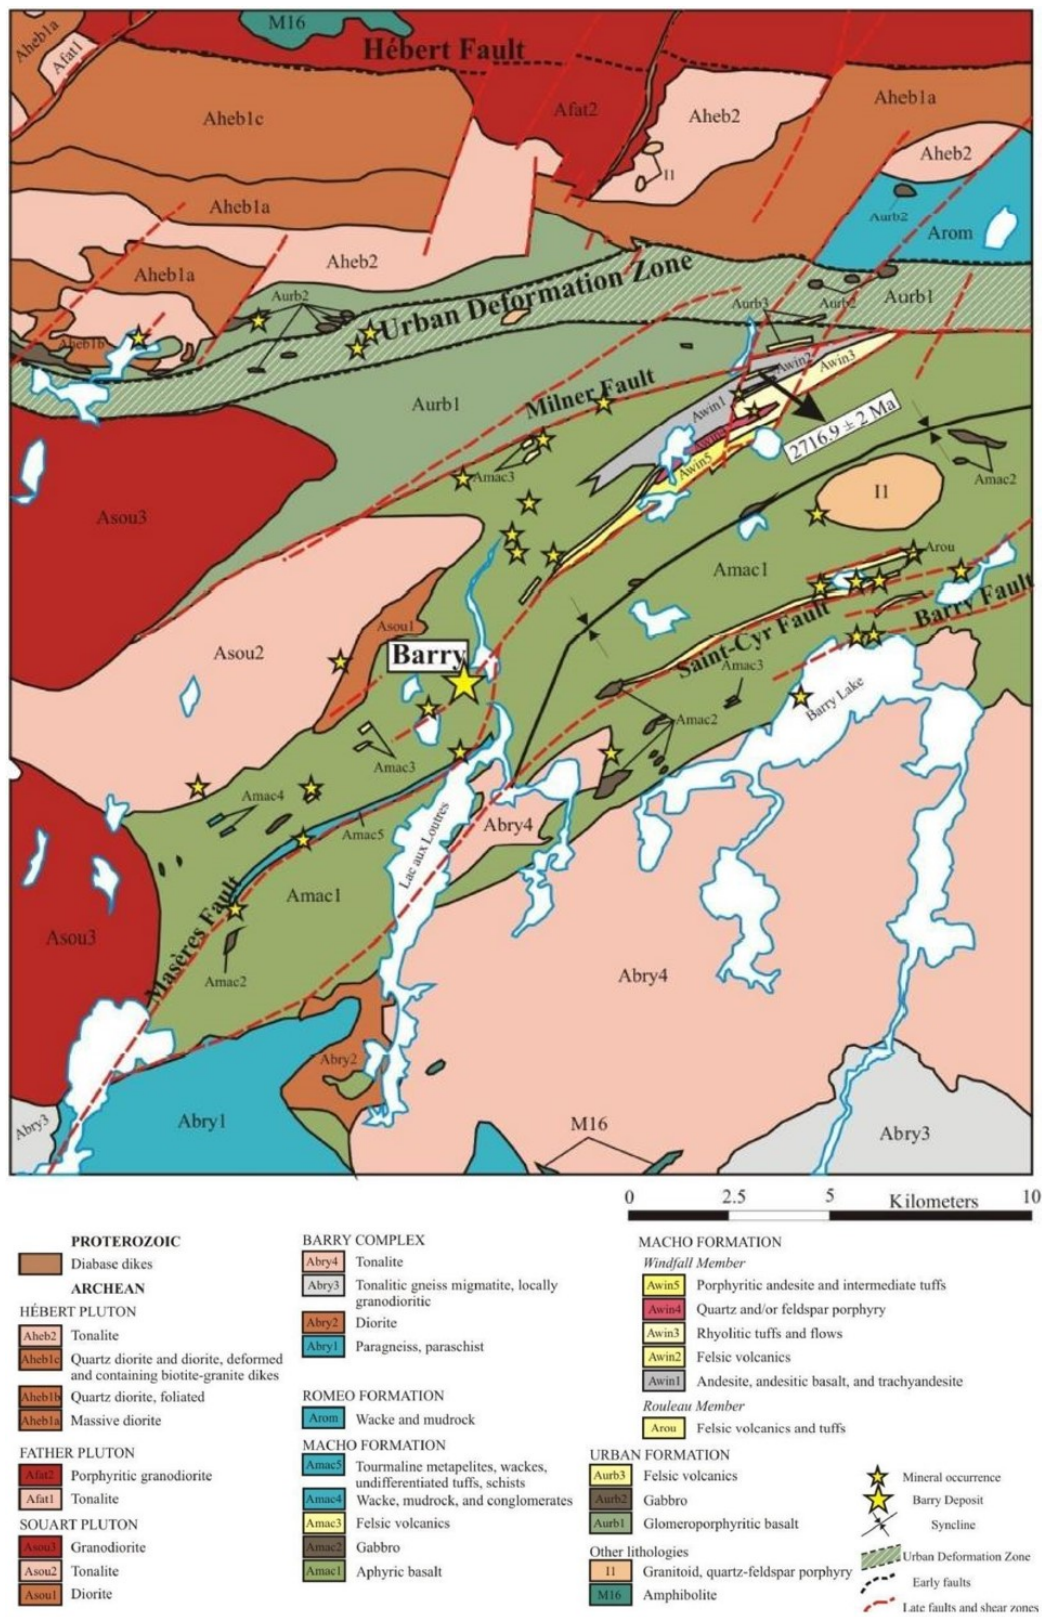 M16
Aheb1a
Afat1
Hébert Fault
Aheb1c
Afat2
Aheb2
Aheb1a
Aheb2
I1
Aheb1a
Aurb2
Arom
Aheb2
Aheb1a
Aurb2
Urban Deformation Zone
Aurb3
Aurb2
Aurb1
Aheb1b
Awin2
Awin3
Milner Fault
Aurb1
Awin1
2716.9 ± 2 Ma
Awin4
Awin5
Amac3
Amac2
I1
Asou3
Arou
Amac1
Barry Fault
Asou1
Saint-Cyr Fault
Asou2
Barry
Amac3
Barry Lake
Amac2
Amac3
Amac4
Amac5
Lac aux Loutres
Abry4
Amac1
Masères Fault
Asou3
Amac2
Abry4
Abry2
Abry3
Abry1
M16
Abry3
0 2.5 5 Kilometers 10
PROTEROZOIC
Diabase dikes
ARCHEAN
HÉBERT PLUTON
Aheb2 Tonalite
Aheb1c Quartz diorite and diorite, deformed
and containing biotite-granite dikes
Aheb1b Quartz diorite, foliated
Aheb1a Massive diorite
FATHER PLUTON
Afat2 Porphyritic granodiorite
Afat1 Tonalite
SOUART PLUTON
Asou3 Granodiorite
Asou2 Tonalite
Asou1 Diorite
BARRY COMPLEX
Abry4 Tonalite
Abry3 Tonalitic gneiss migmatite, locally
granodioritic
Abry2 Diorite
Abry1 Paragneiss, paraschist
ROMEO FORMATION
Arom Wacke and mudrock
MACHO FORMATION
Amac5 Tourmaline metapelites, wackes,
undifferentiated tuffs, schists
Amac4 Wacke, mudrock, and conglomerates
Amac3 Felsic volcanics
Amac2 Gabbro
Amac1 Aphyric basalt
MACHO FORMATION
Windfall Member
Awin5 Porphyritic andesite and intermediate tuffs
Awin4 Quartz and/or feldspar porphyry
Awin3 Rhyolitic tuffs and flows
Awin2 Felsic volcanics
Awin1 Andesite, andesitic basalt, and trachyandesite
Rouleau Member
Arou Felsic volcanics and tuffs
URBAN FORMATION
Aurb3 Felsic volcanics
Aurb2 Gabbro
Aurb1 Glomeroporphyritic basalt
Other lithologies
I1 Granitoid, quartz-feldspar porphyry
M16 Amphibolite
Mineral occurrence
Barry Deposit
Syncline
Urban Deformation Zone
Early faults
Late faults and shear zones